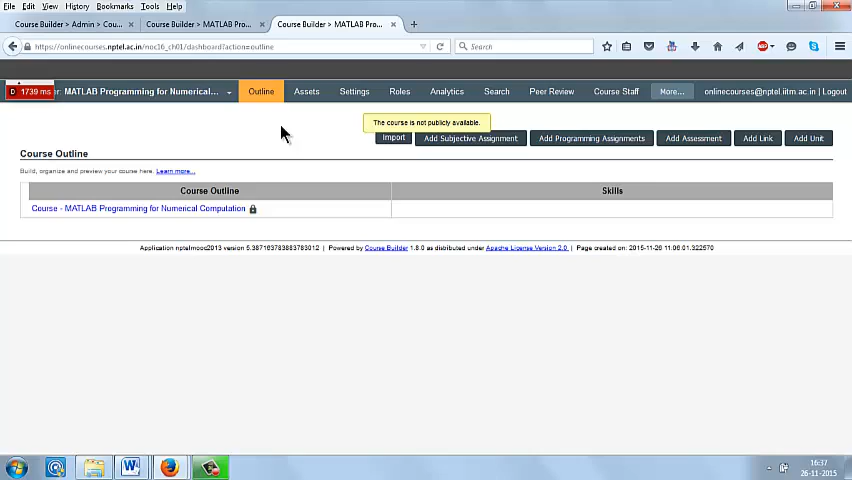 File Edit View History Bookmarks Tools Help
Course Builder > Admin > Cou... × Course Builder > MATLAB Pro... × Course Builder > MATLAB Pro... × +
https://onlinecourses.nptel.ac.in/noc16_ch01/dashboard?action=outline Search
D 1739 ms r: MATLAB Programming for Numerical... Outline Assets Settings Roles Analytics Search Peer Review Course Staff More... onlinecourses@nptel.iitm.ac.in | Logout
The course is not publicly available.
Import Add Subjective Assignment Add Programming Assignments Add Assessment Add Link Add Unit
Course Outline
Build, organize and preview your course here. Learn more...
Course Outline Skills
Course - MATLAB Programming for Numerical Computation
Application nptelmooc2013 version 5.387163783883783012 | Powered by Course Builder 1.8.0 as distibuted under Apache License Version 2.0. | Page created on: 2015-11-26 11:06:01.322570
16:37
26-11-2015